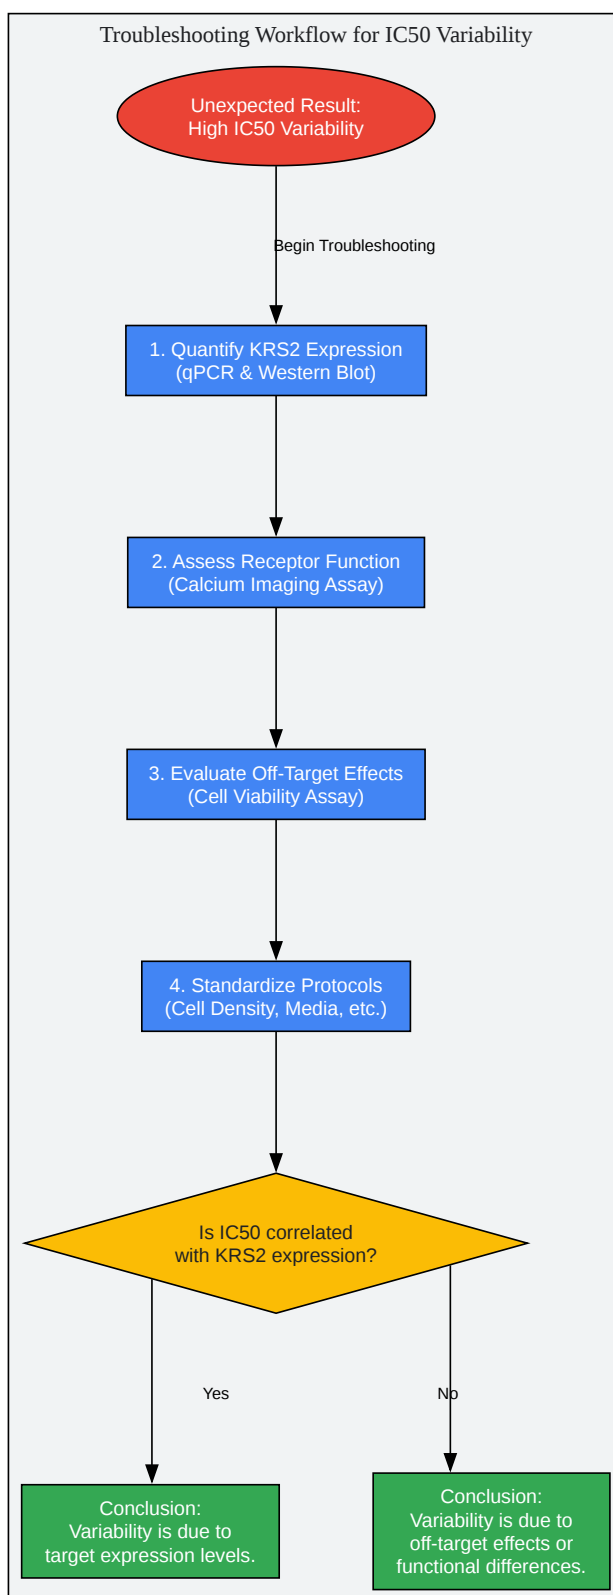 Troubleshooting Workflow for IC50 Variability
Unexpected Result:
High IC50 Variability
Begin Troubleshooting
1. Quantify KRS2 Expression
(qPCR & Western Blot)
2. Assess Receptor Function
(Calcium Imaging Assay)
3. Evaluate Off-Target Effects
(Cell Viability Assay)
4. Standardize Protocols
(Cell Density, Media, etc.)
Is IC50 correlated
with KRS2 expression?
Yes
No
Conclusion:
Variability is due to
target expression levels.
Conclusion:
Variability is due to
off-target effects or
functional differences.